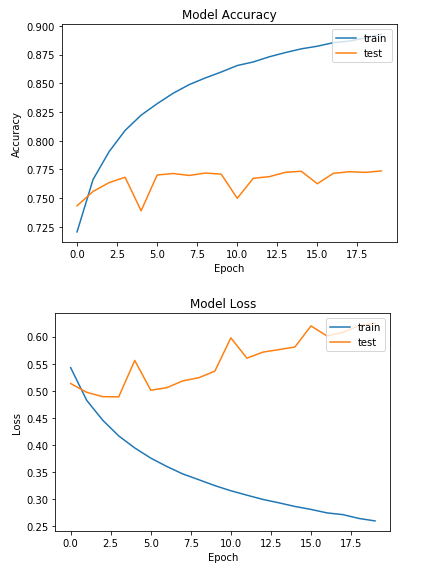 Model Accuracy
0.900
0.875
0.850
0.825
0.800
0.775
0.750
0.725
Accuracy
train
test
0.0 2.5 5.0 7.5 10.0 12.5 15.0 17.5
Epoch
Model Loss
0.60
0.55
0.50
0.45
0.40
0.35
0.30
0.25
Loss
train
test
0.0 2.5 5.0 7.5 10.0 12.5 15.0 17.5
Epoch